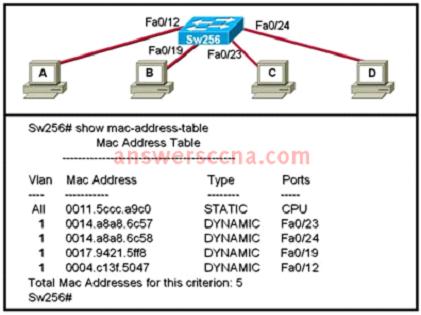 Fa0/12
Fa0/24
Fa0/19
Sw256
Fa0/23
A
B
C
D
Sw256# show mac-address-table
Mac Address Table
-------------------------------------------
answersccna.com
Vlan Mac Address Type Ports
---- ----------- -------- -----
All 0011.5ccc.a9c0 STATIC CPU
1 0014.a8a8.6c57 DYNAMIC Fa0/23
1 0014.a8a8.6c58 DYNAMIC Fa0/24
1 0017.9421.5ff8 DYNAMIC Fa0/19
1 0004.c13f.5047 DYNAMIC Fa0/12
Total Mac Addresses for this criterion: 5
Sw256#